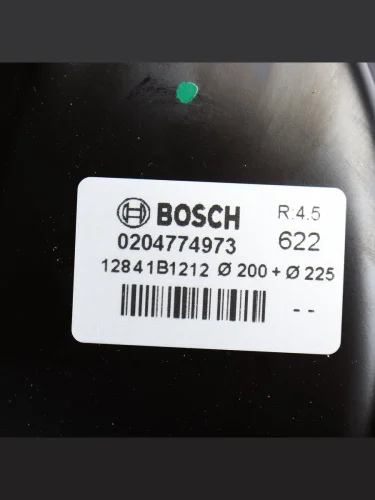 BOSCH R:4.5
0204774973 622
12841B1212 Ø 200 + Ø 225
--